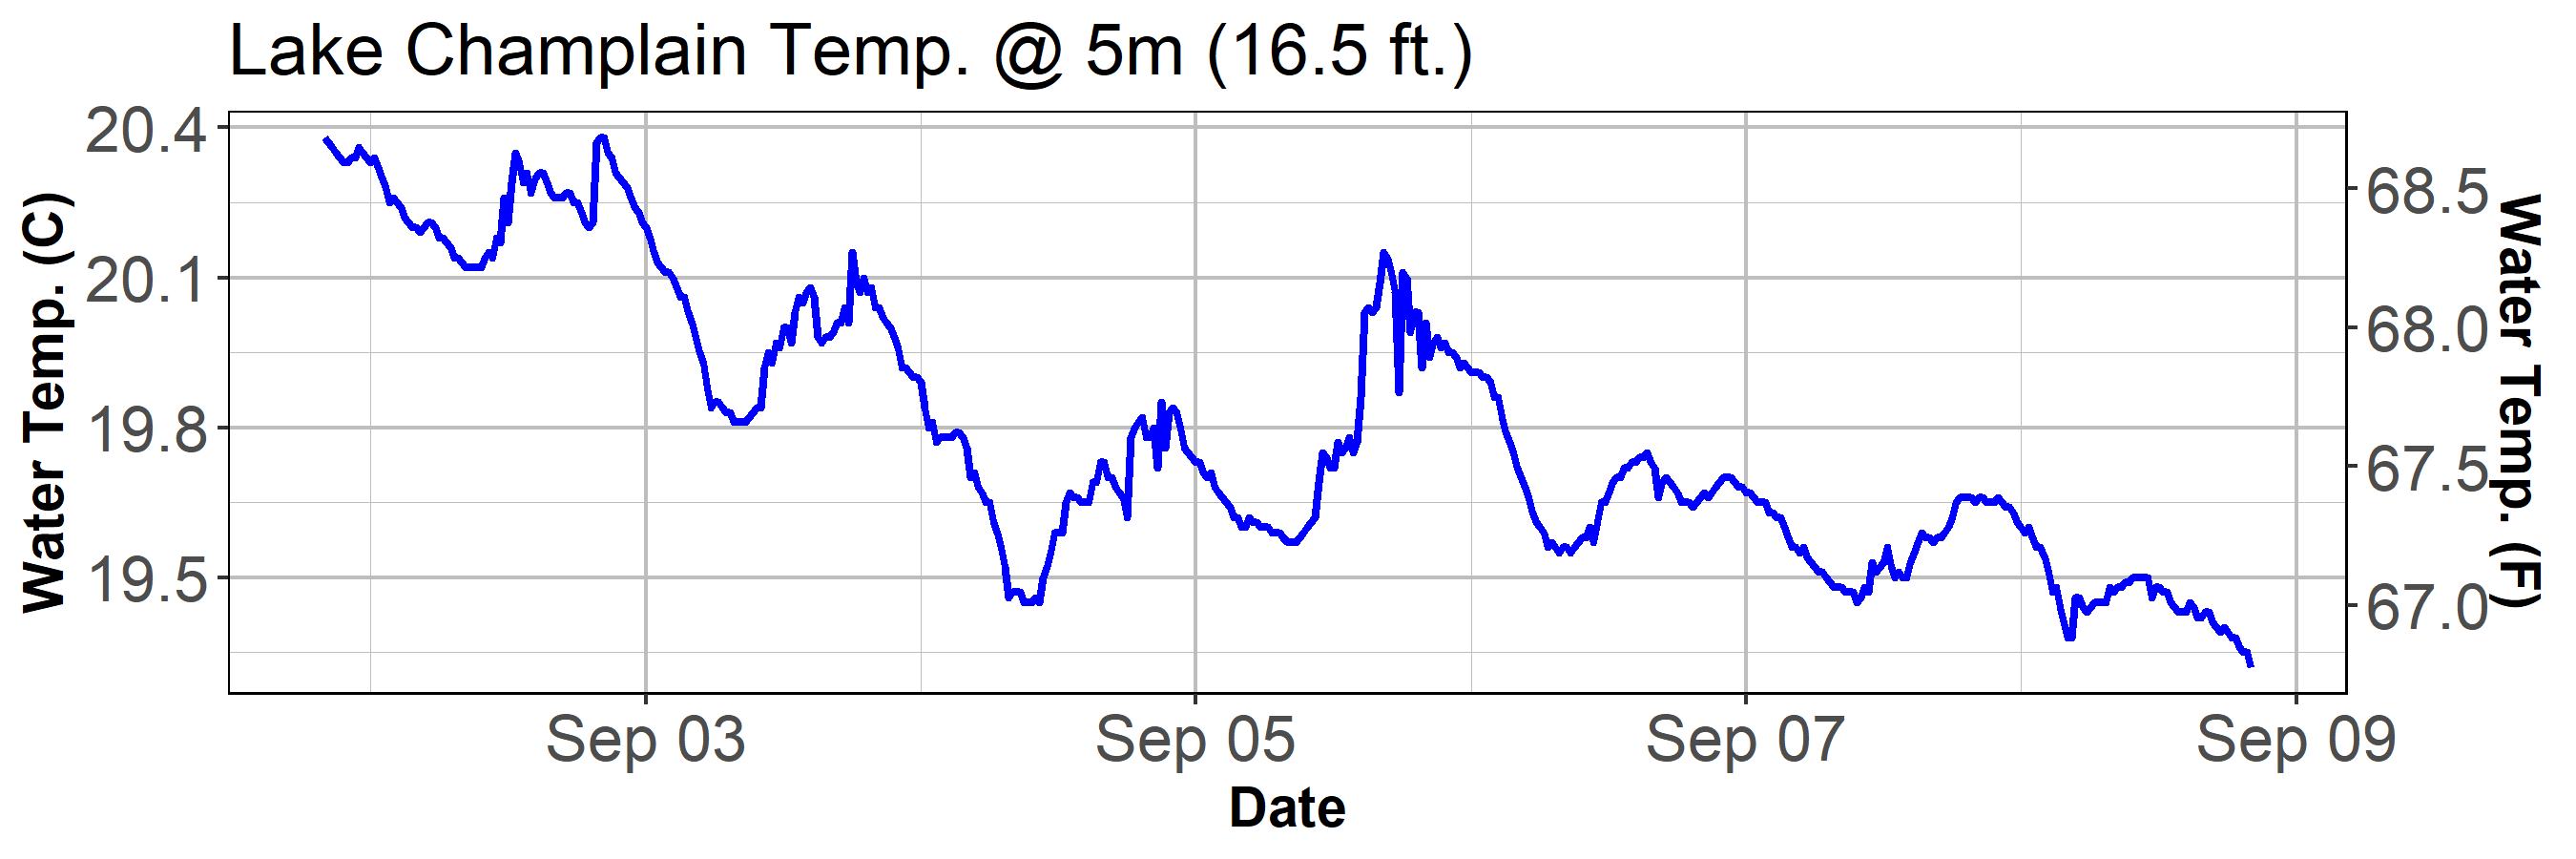 Lake Champlain Temp. @ 5m (16.5 ft.)
Water Temp. (C)
20.4
20.1
19.8
19.5
68.5
68.0
67.5
67.0
Water Temp. (F)
Sep 03
Sep 05
Sep 07
Sep 09
Date